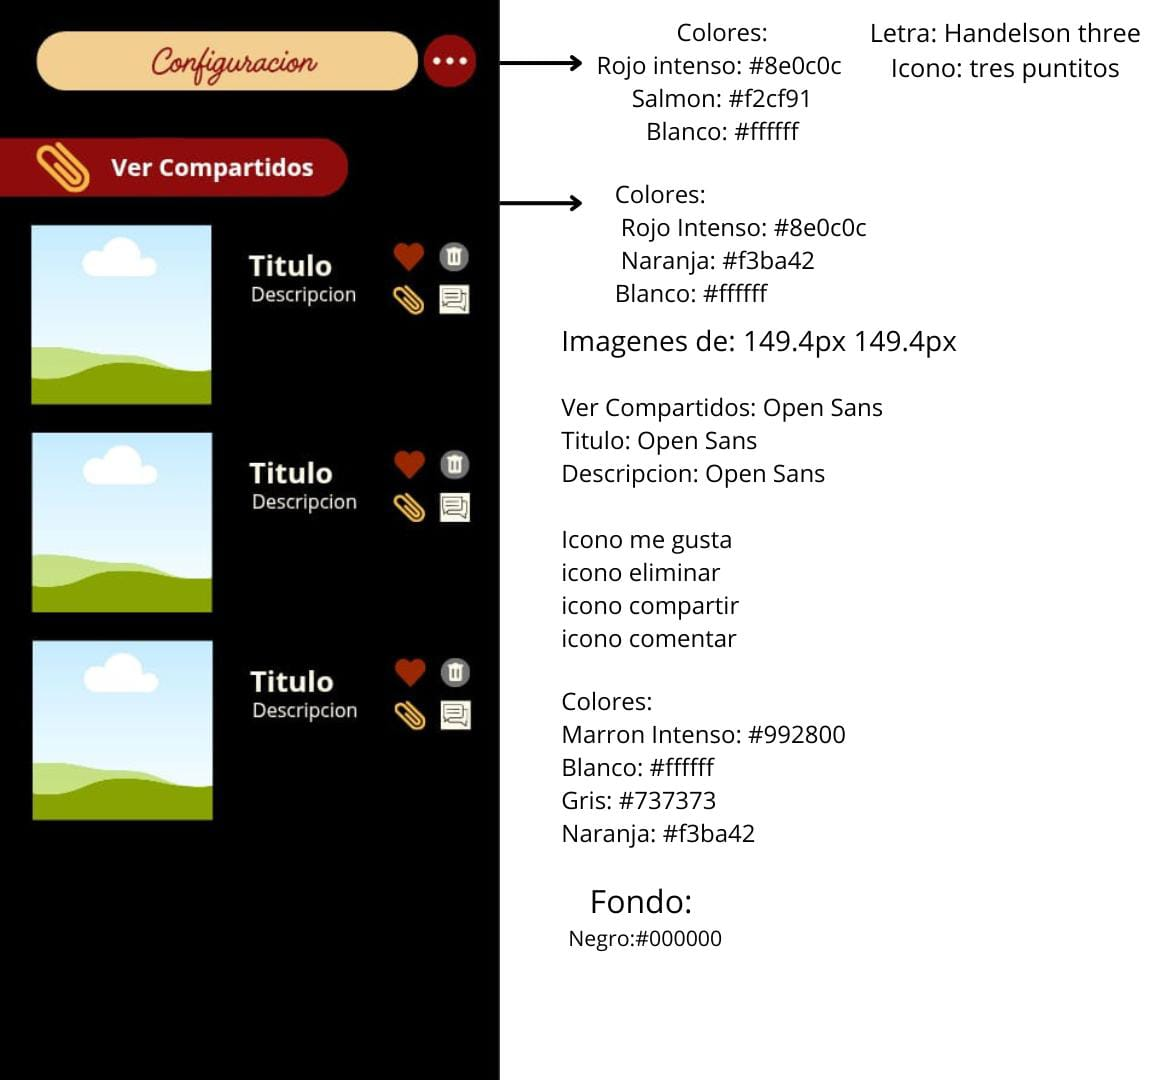 Configuracion
Ver Compartidos
Titulo
Descripcion
Titulo
Descripcion
Titulo
Descripcion
Colores:
Rojo intenso: #8e0c0c
Salmon: #f2cf91
Blanco: #ffffff
Letra: Handelson three
Icono: tres puntitos
Colores:
Rojo Intenso: #8e0c0c
Naranja: #f3ba42
Blanco: #ffffff
Imagenes de: 149.4px 149.4px
Ver Compartidos: Open Sans
Titulo: Open Sans
Descripcion: Open Sans
Icono me gusta
icono eliminar
icono compartir
icono comentar
Colores:
Marron Intenso: #992800
Blanco: #ffffff
Gris: #737373
Naranja: #f3ba42
Fondo:
Negro:#000000